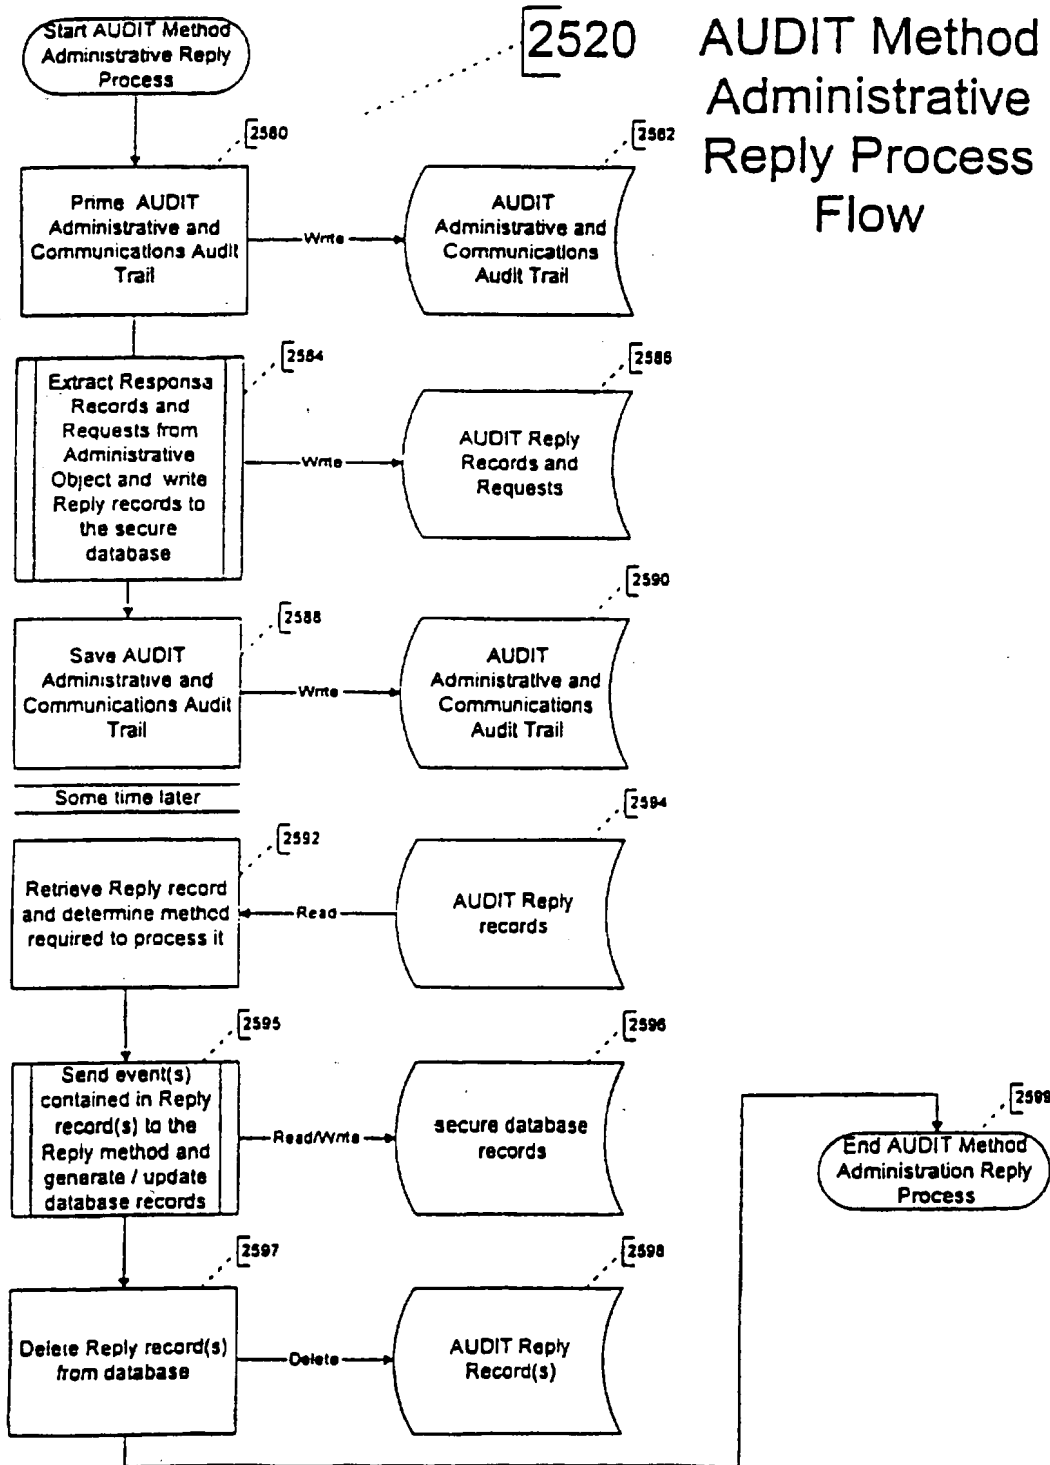 2520
AUDIT Method
Administrative
Reply Process
Flow
Start AUDIT Method
Administrative Reply
Process
2580
Prime AUDIT
Administrative and
Communications Audit
Trail
Write
2582
AUDIT
Administrative and
Communications
Audit Trail
2584
Extract Response
Records and
Requests from
Administrative
Object and write
Reply records to
the secure
database
Write
2586
AUDIT Reply
Records and
Requests
2588
Save AUDIT
Administrative and
Communications Audit
Trail
Write
2590
AUDIT
Administrative and
Communications
Audit Trail
Some time later
2592
Retrieve Reply record
and determine method
required to process it
Read
2594
AUDIT Reply
records
2595
Send event(s)
contained in Reply
record(s) to the
Reply method and
generate / update
database records
Read/Write
2596
secure database
records
2597
Delete Reply record(s)
from database
Delete
2598
AUDIT Reply
Record(s)
2599
End AUDIT Method
Administration Reply
Process